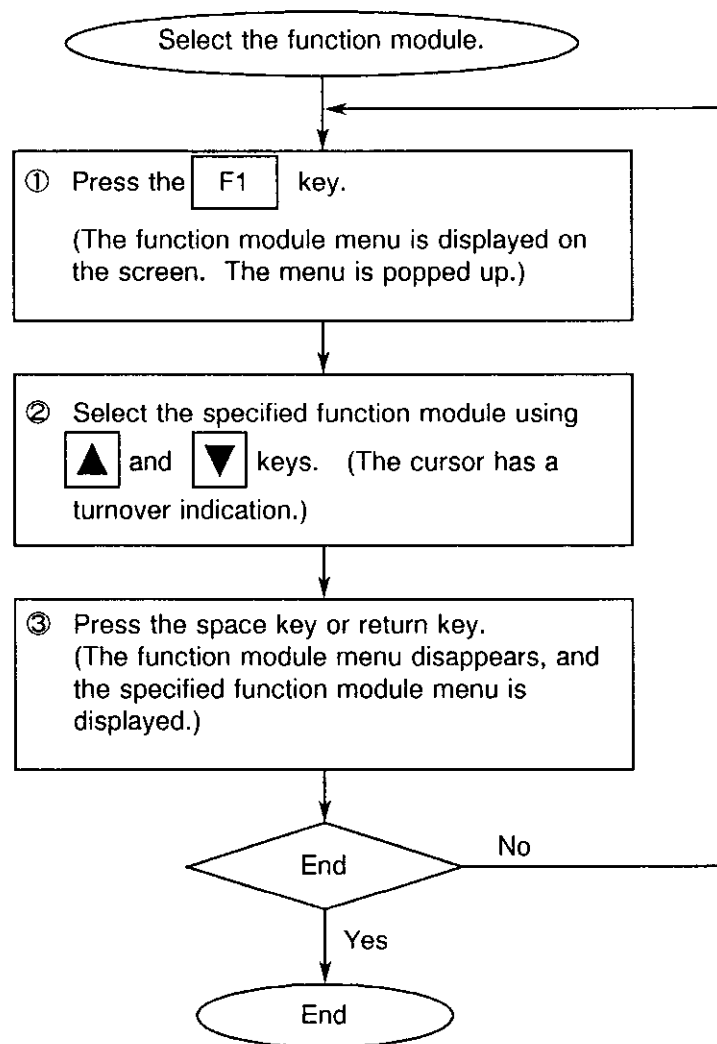 Select the function module.
① Press the F1 key.
(The function module menu is displayed on
the screen. The menu is popped up.)
② Select the specified function module using
▲ and ▼ keys. (The cursor has a
turnover indication.)
③ Press the space key or return key.
(The function module menu disappears, and
the specified function module menu is
displayed.)
End
No
Yes
End